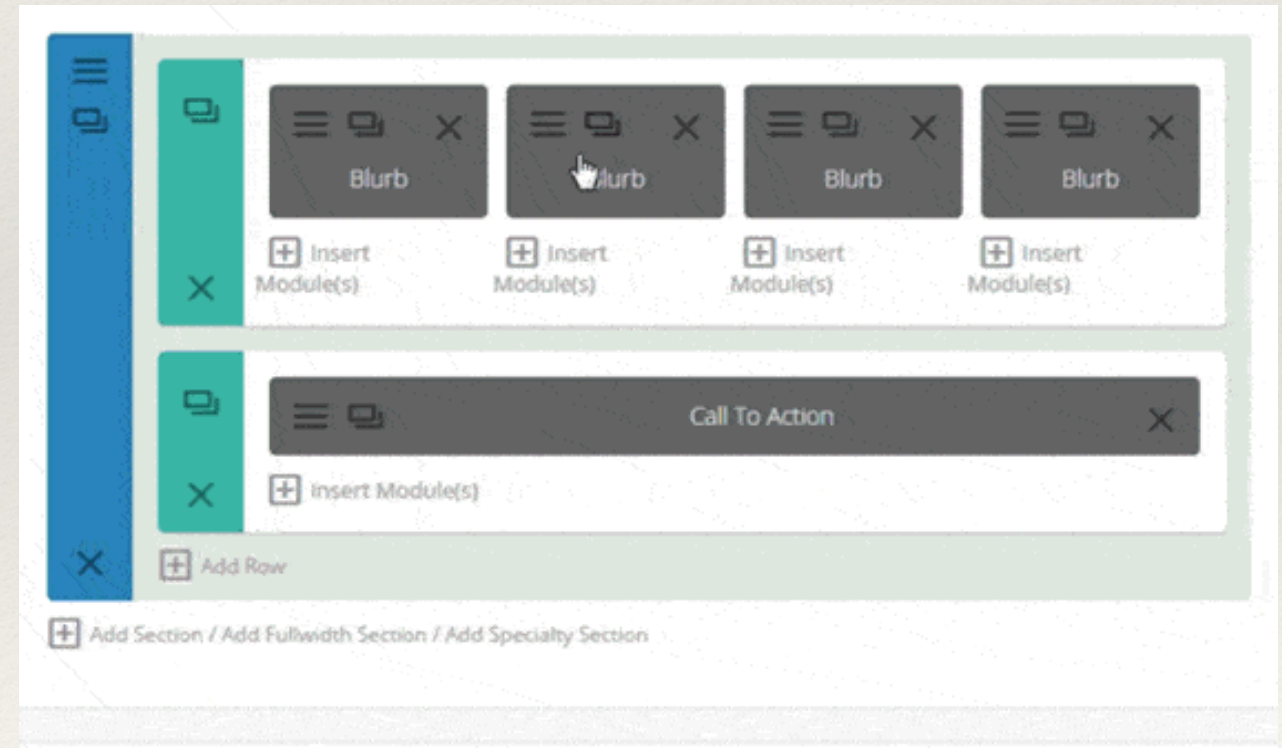 Blurb Blurb Blurb Blurb
Insert Insert Insert Insert
Module(s) Module(s) Module(s) Module(s)
Call To Action
Insert Module(s)
Add Row
Add Section / Add Fullwidth Section / Add Specialty Section